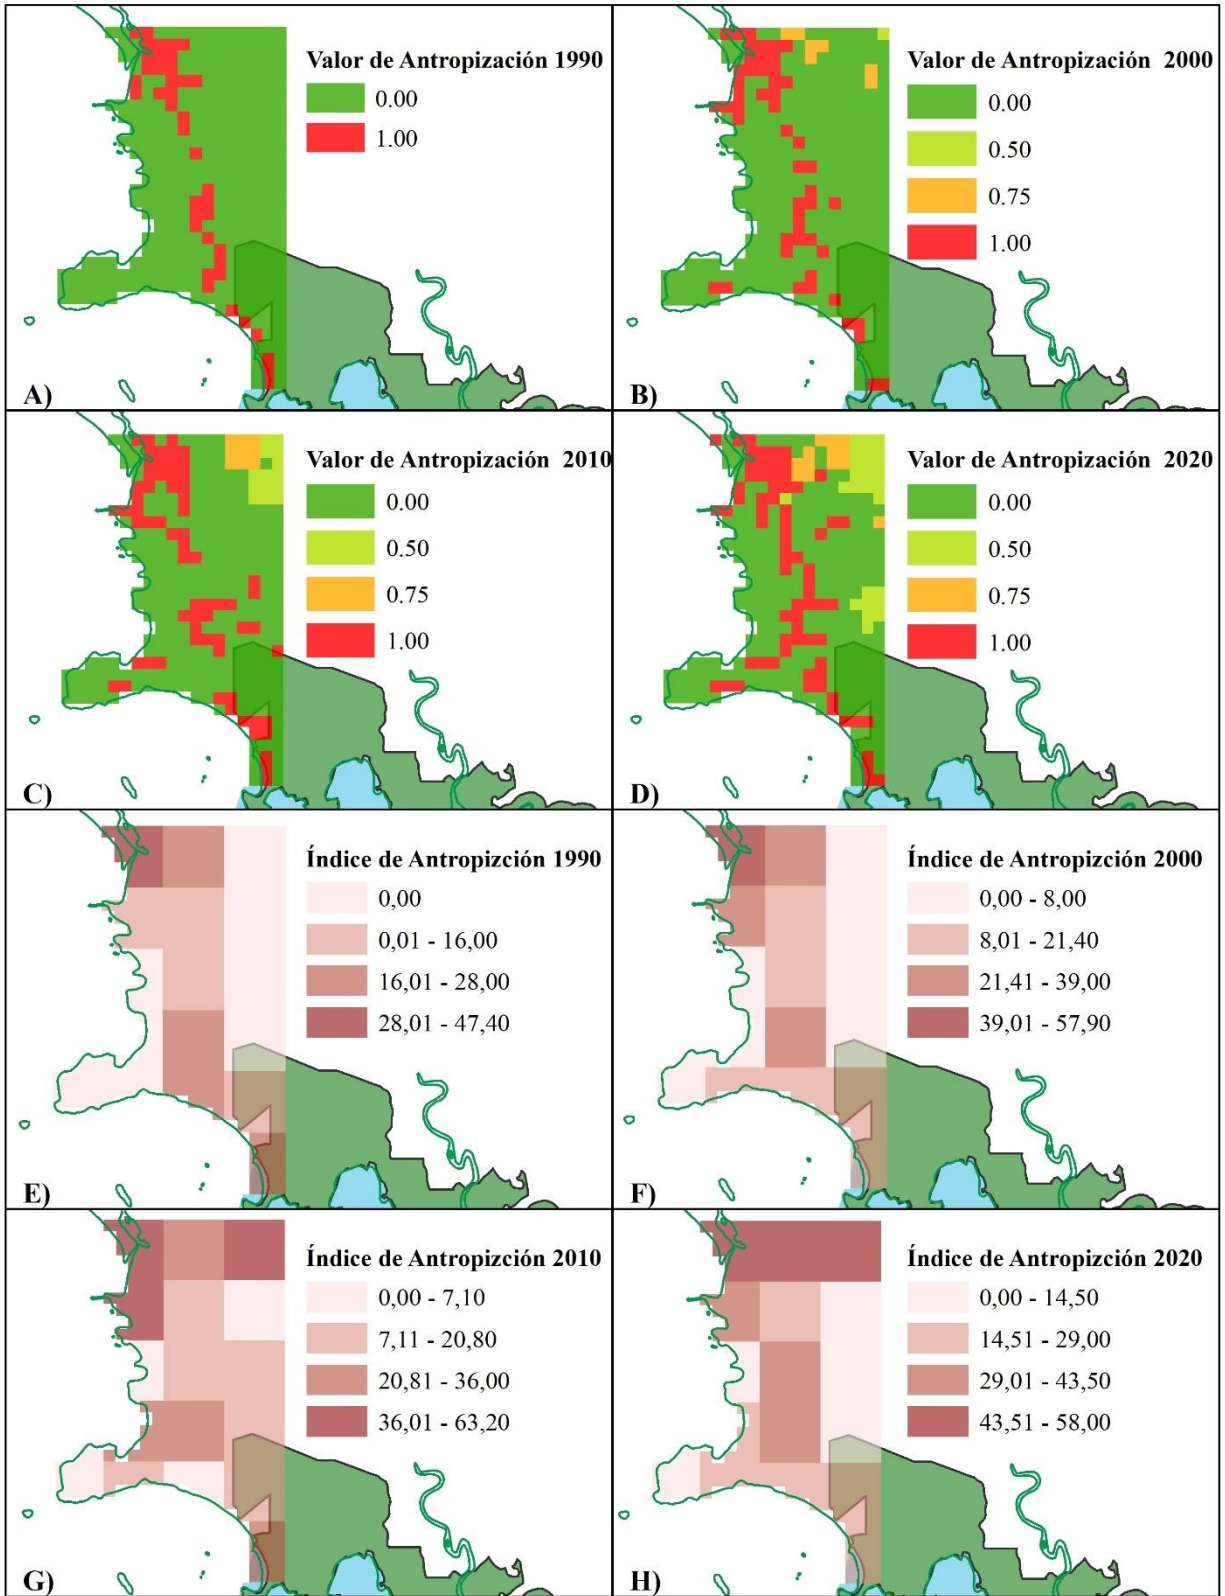 Valor de Antropización 1990
0.00
1.00
A)
Valor de Antropización 2000
0.00
0.50
0.75
1.00
B)
Valor de Antropización 2010
0.00
0.50
0.75
1.00
C)
Valor de Antropización 2020
0.00
0.50
0.75
1.00
D)
Índice de Antropizción 1990
0,00
0,01 - 16,00
16,01 - 28,00
28,01 - 47,40
E)
Índice de Antropizción 2000
0,00 - 8,00
8,01 - 21,40
21,41 - 39,00
39,01 - 57,90
F)
Índice de Antropizción 2010
0,00 - 7,10
7,11 - 20,80
20,81 - 36,00
36,01 - 63,20
G)
Índice de Antropizción 2020
0,00 - 14,50
14,51 - 29,00
29,01 - 43,50
43,51 - 58,00
H)